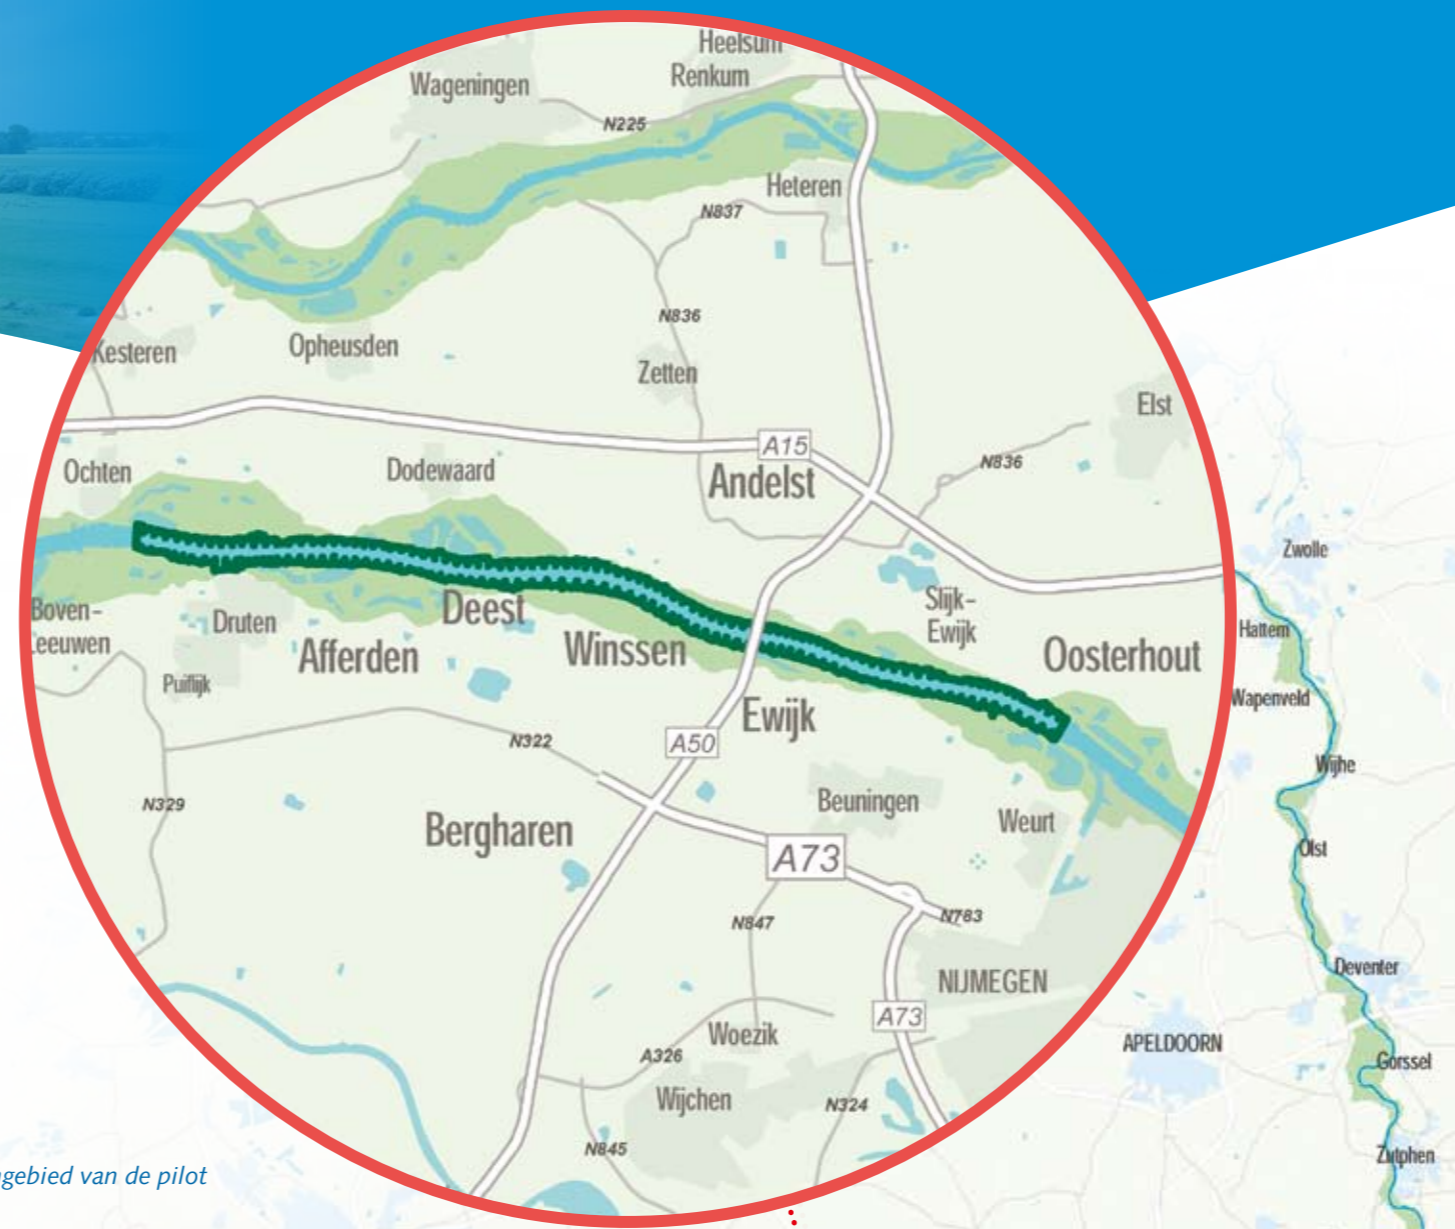 Heelsum
Renkum
Wageningen
N225
Heteren
N837
N836
Kesteren
Opheusden
Zetten
Elst
A15
N836
Ochten
Dodewaard
Andelst
Zwolle
Slijk-
Ewijk
Boven-
Leeuwen
Druten
Deest
Hattem
Afferden
Winssen
Oosterhout
Puiflijk
Wapenveld
Ewijk
N322
A50
Wijhe
N329
Beuningen
Weurt
Bergharen
Olst
A73
N847
N783
Deventer
NIJMEGEN
A73
Woezik
APELDOORN
A326
Gorssel
Wijchen
N324
N845
Zutphen
gebied van de pilot